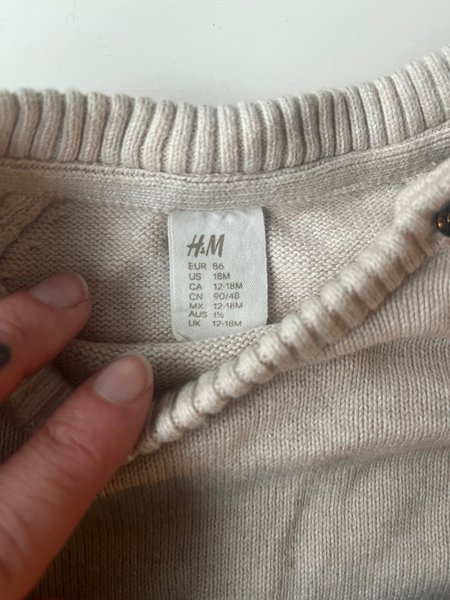 H&M
EUR 86
US 18M
CA 12-18M
CN 90/48
MX 12-18M
AUS 1½
UK 12-18M